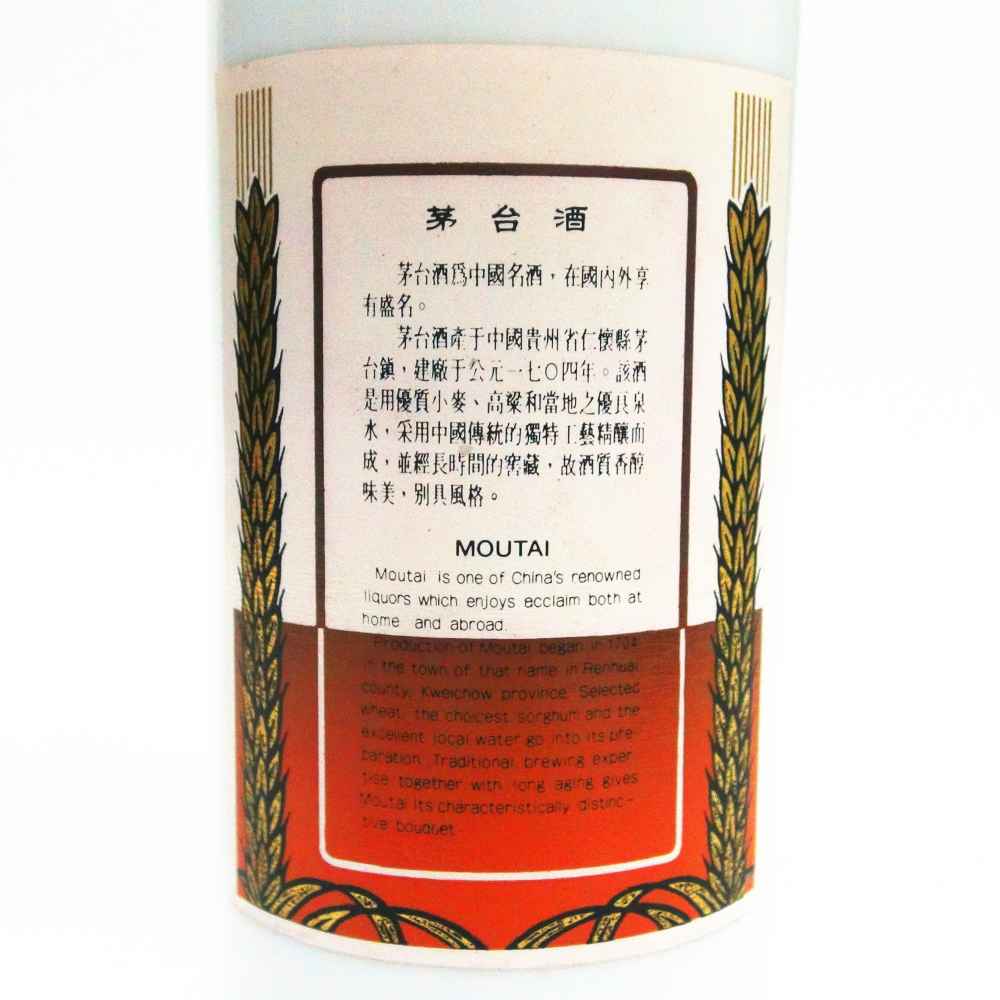 茅台酒
茅台酒爲中國名酒，在國內外享
有盛名。
茅台酒產于中國貴州省仁懷縣茅
台鎮，建廠于公元一七〇四年。該酒
是用優質小麥、高粱和當地之優良泉
水，采用中國傳統的獨特工藝精釀而
成，並經長時間的窖藏，故酒質香醇
味美，別具風格。
MOUTAI
Moutai is one of China's renowned
liquors which enjoys acclaim both at
home and abroad.
Production of Moutai began in 1704
in the town of that name in Renhuai
county, Kweichow province. Selected
wheat, the choicest sorghum and the
excellent local water go into its pre-
paration. Traditional brewing exper-
tise together with long aging gives
Moutai its characteristically distinc-
tive bouquet.